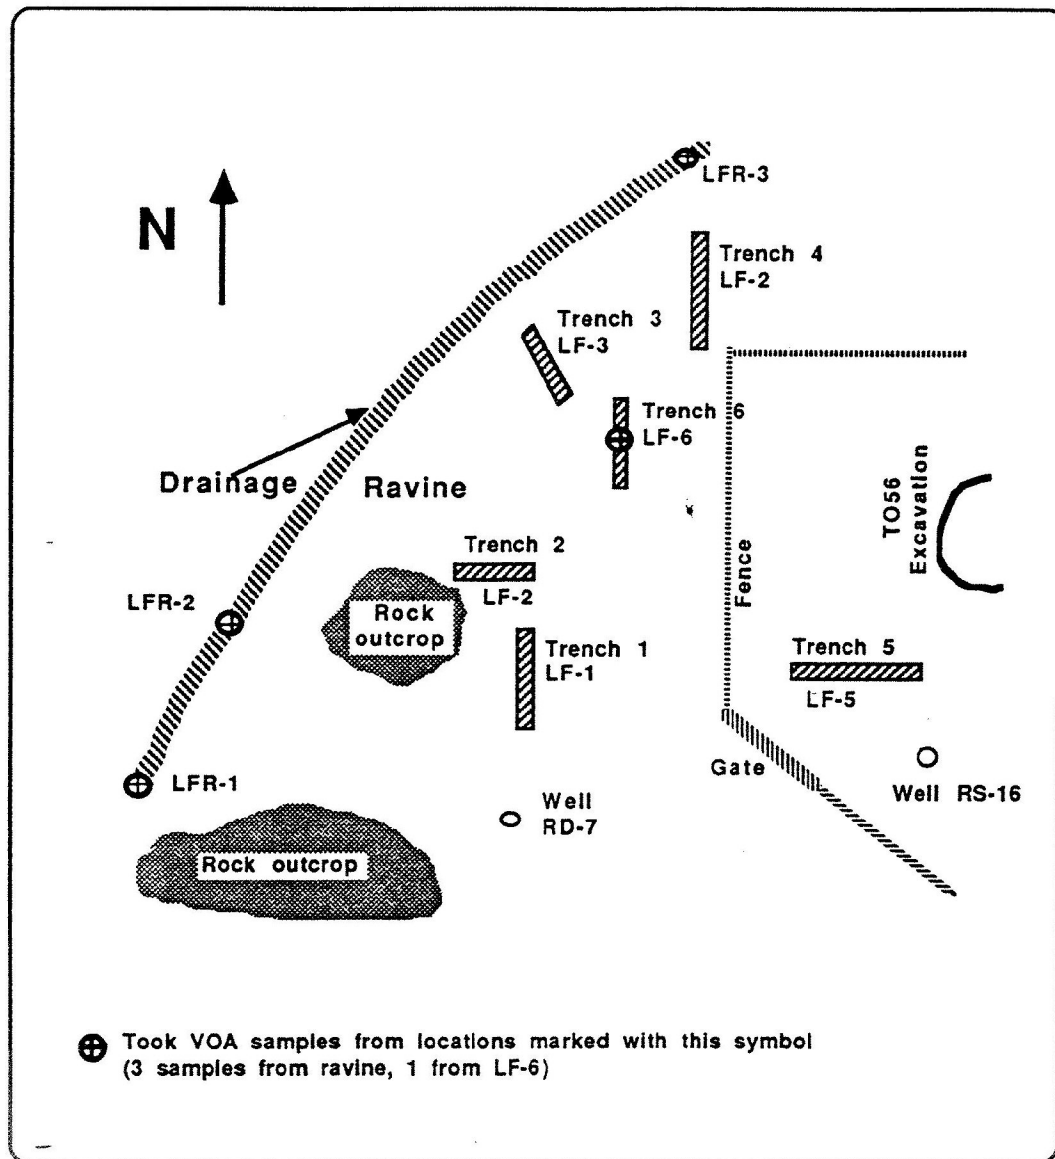 N
LFR-3
Trench 4
LF-2
Trench 3
LF-3
Trench 6
LF-6
Drainage Ravine
TO56
Excavation
Fence
Trench 2
LF-2
LFR-2
Rock
outcrop
Trench 1
LF-1
Trench 5
LF-5
LFR-1
Gate
Well
RD-7
Well RS-16
Rock outcrop
Took VOA samples from locations marked with this symbol
(3 samples from ravine, 1 from LF-6)